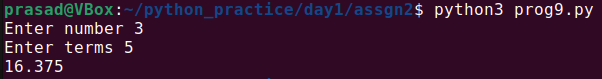 prasad@VBox:~/python_practice/day1/assgn2$ python3 prog9.py
Enter number 3
Enter terms 5
16.375